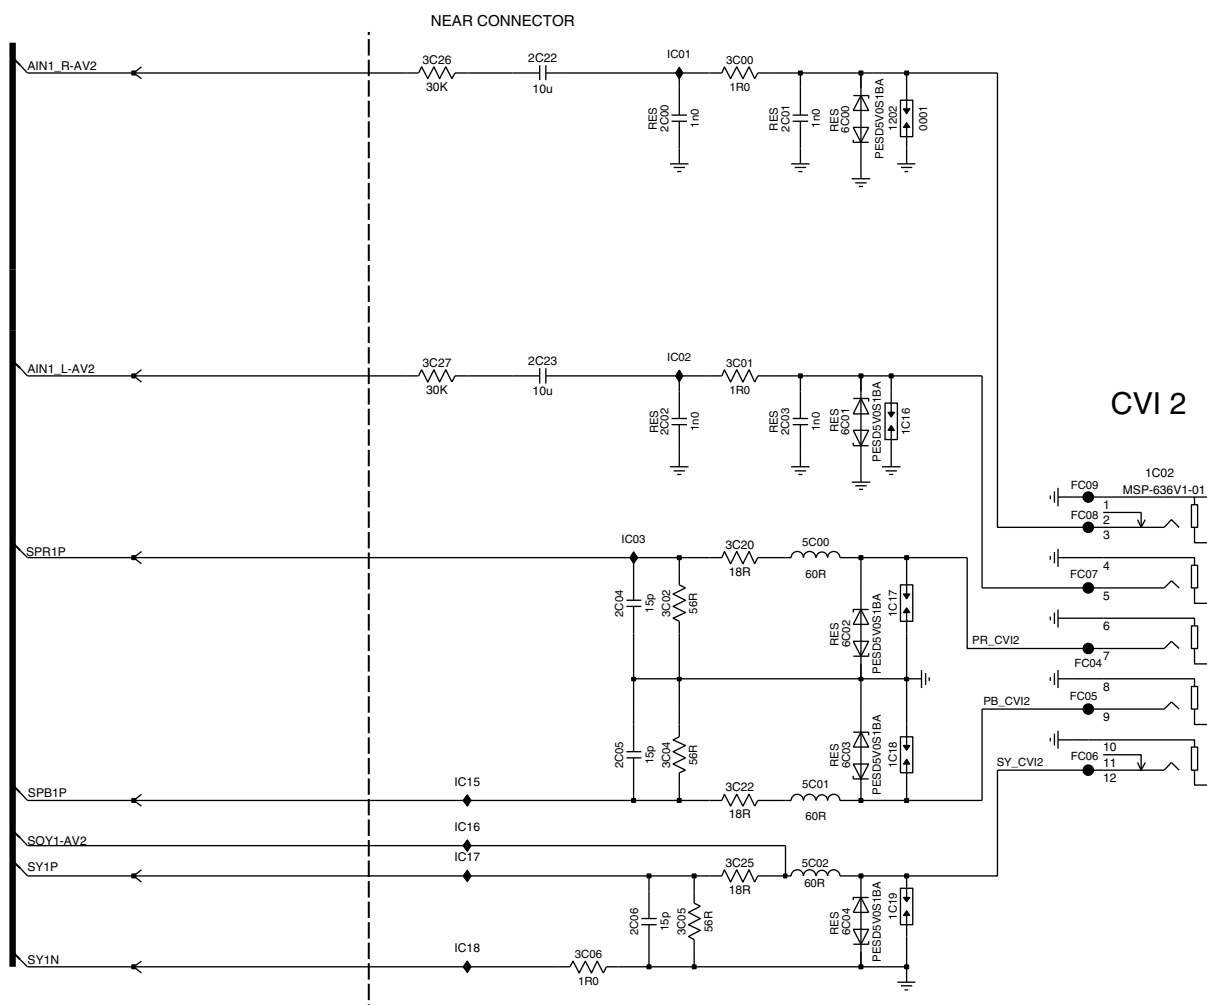 NEAR CONNECTOR
AIN1_R-AV2
3C26
30K
2C22
10u
IC01
3C00
1R0
RES
2C00
1n0
RES
2C01
1n0
RES
6C00
PESD5V0S1BA
1202
0001
AIN1_L-AV2
3C27
30K
2C23
10u
IC02
3C01
1R0
RES
2C02
1n0
RES
2C03
1n0
RES
6C01
PESD5V0S1BA
1C16
CVI 2
1C02
MSP-636V1-01
FC09
1
FC08
2
3
4
FC07
5
6
PR_CVI2
7
FC04
8
PB_CVI2
FC05
9
10
SY_CVI2
FC06
11
12
SPR1P
IC03
3C20
18R
5C00
60R
2C04
15p
3C02
56R
RES
6C02
PESD5V0S1BA
1C17
2C05
15p
3C04
56R
RES
6C03
PESD5V0S1BA
1C18
SPB1P
IC15
3C22
18R
5C01
60R
SOY1-AV2
IC16
SY1P
IC17
3C25
18R
5C02
60R
2C06
15p
3C05
56R
RES
6C04
PESD5V0S1BA
1C19
SY1N
IC18
3C06
1R0